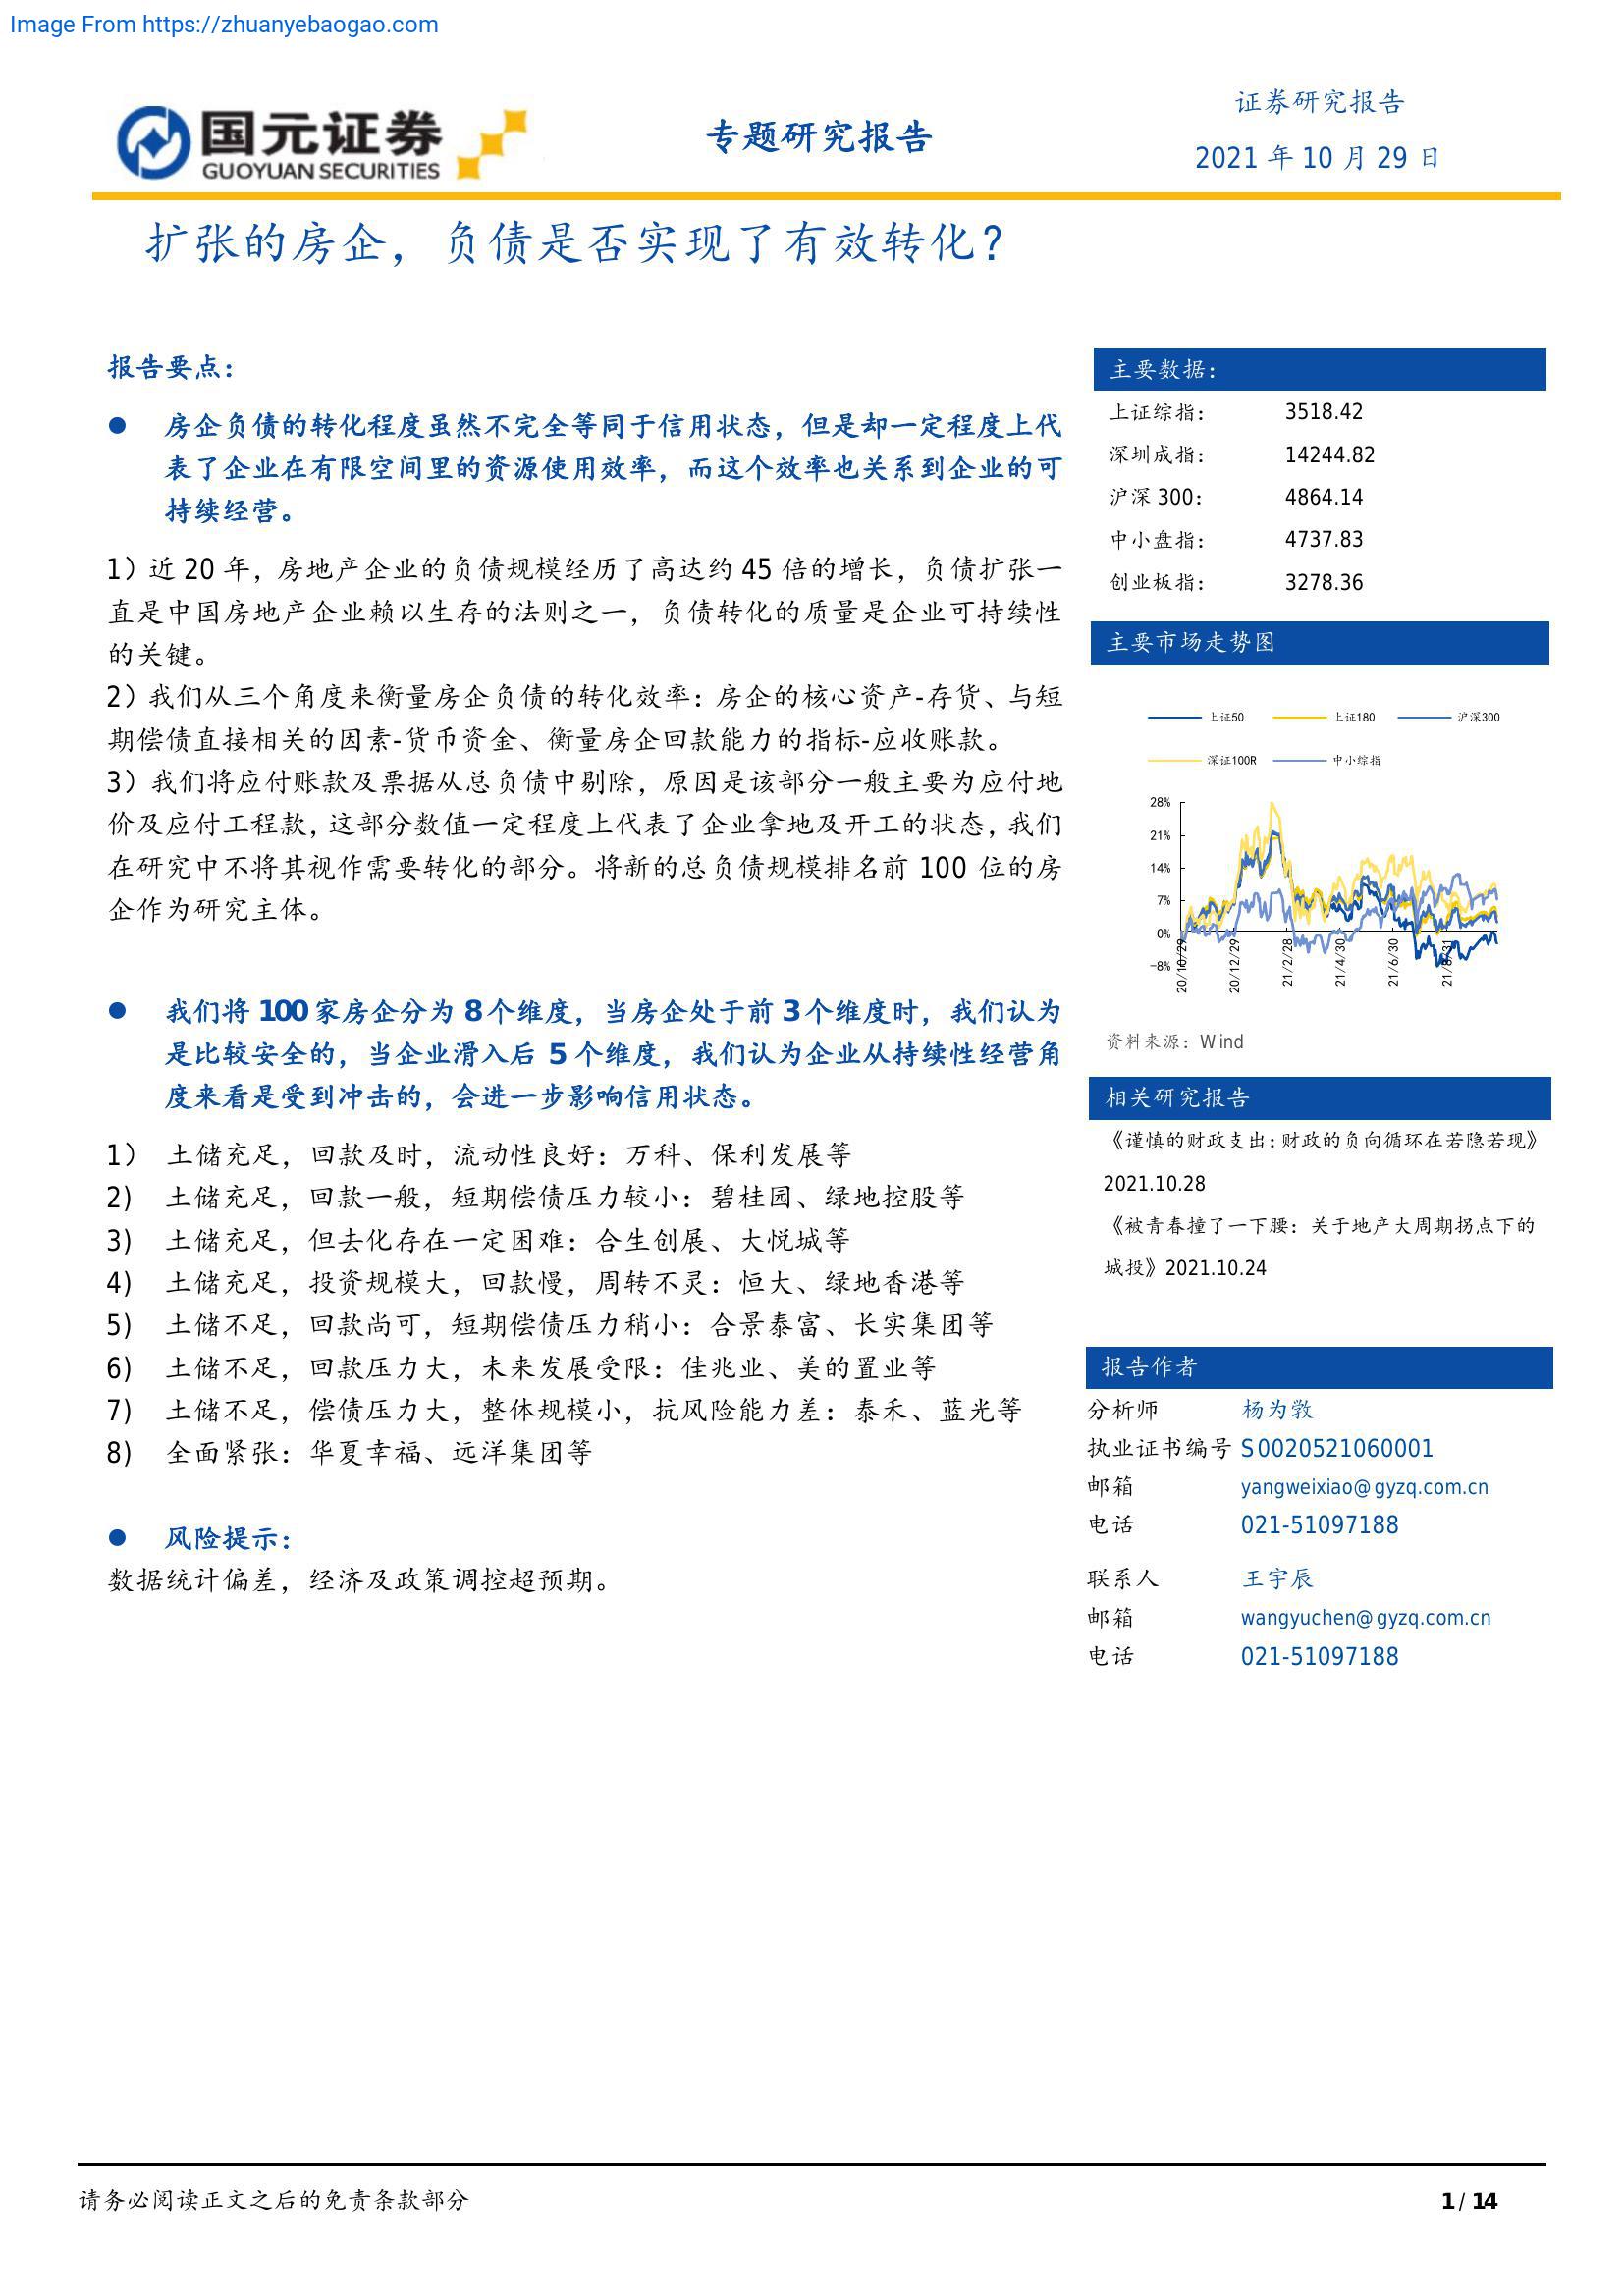 Image From https://zhuanyebaogao.com
国元证券
GUOYUAN SECURITIES
专题研究报告
证券研究报告
2021 年 10 月 29 日
扩张的房企，负债是否实现了有效转化？
报告要点：
● 房企负债的转化程度虽然不完全等同于信用状态，但是却一定程度上代
表了企业在有限空间里的资源使用效率，而这个效率也关系到企业的可
持续经营。
1）近 20 年，房地产企业的负债规模经历了高达约 45 倍的增长，负债扩张一
直是中国房地产企业赖以生存的法则之一，负债转化的质量是企业可持续性
的关键。
2）我们从三个角度来衡量房企负债的转化效率：房企的核心资产-存货、与短
期偿债直接相关的因素-货币资金、衡量房企回款能力的指标-应收账款。
3）我们将应付账款及票据从总负债中剔除，原因是该部分一般主要为应付地
价及应付工程款，这部分数值一定程度上代表了企业拿地及开工的状态，我们
在研究中不将其视作需要转化的部分。将新的总负债规模排名前 100 位的房
企作为研究主体。
● 我们将 100 家房企分为 8 个维度，当房企处于前 3 个维度时，我们认为
是比较安全的，当企业滑入后 5 个维度，我们认为企业从持续性经营角
度来看是受到冲击的，会进一步影响信用状态。
1） 土储充足，回款及时，流动性良好：万科、保利发展等
2) 土储充足，回款一般，短期偿债压力较小：碧桂园、绿地控股等
3) 土储充足，但去化存在一定困难：合生创展、大悦城等
4) 土储充足，投资规模大，回款慢，周转不灵：恒大、绿地香港等
5) 土储不足，回款尚可，短期偿债压力稍小：合景泰富、长实集团等
6) 土储不足，回款压力大，未来发展受限：佳兆业、美的置业等
7) 土储不足，偿债压力大，整体规模小，抗风险能力差：泰禾、蓝光等
8) 全面紧张：华夏幸福、远洋集团等
● 风险提示：
数据统计偏差，经济及政策调控超预期。
主要数据：
上证综指： 3518.42
深圳成指： 14244.82
沪深 300： 4864.14
中小盘指： 4737.83
创业板指： 3278.36
主要市场走势图
上证50 上证180 沪深300
深证100R 中小综指
28%
21%
14%
7%
0%
-8%
20/10/29 20/12/29 21/2/28 21/4/30 21/6/30 21/8/31
资料来源：Wind
相关研究报告
《谨慎的财政支出：财政的负向循环在若隐若现》
2021.10.28
《被青春撞了一下腰：关于地产大周期拐点下的
城投》2021.10.24
报告作者
分析师 杨为敩
执业证书编号 S0020521060001
邮箱 yangweixiao@gyzq.com.cn
电话 021-51097188
联系人 王宇辰
邮箱 wangyuchen@gyzq.com.cn
电话 021-51097188
请务必阅读正文之后的免责条款部分
1 / 14